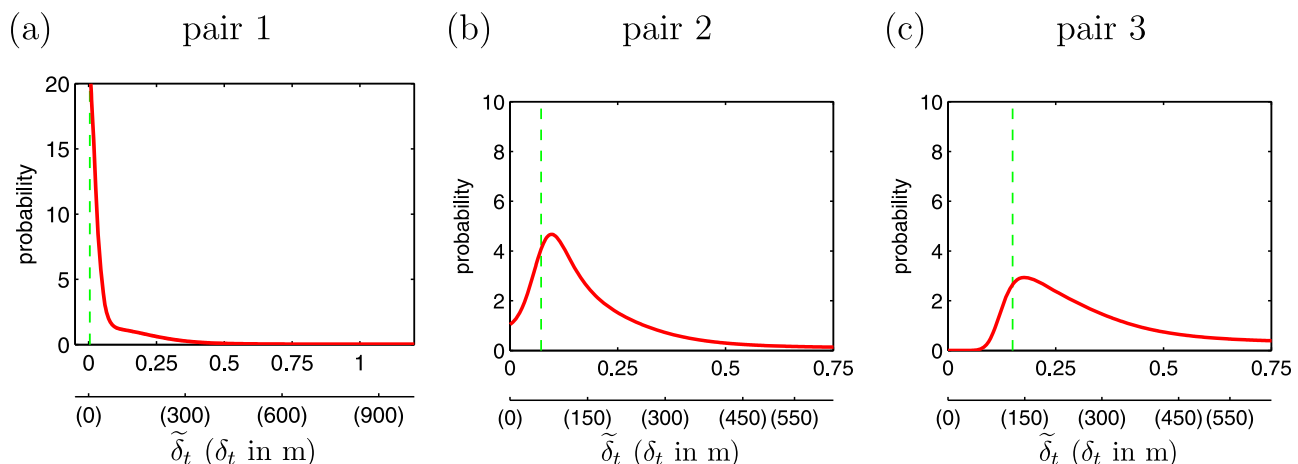 (a) pair 1
20
15
10
5
0
probability
0 0.25 0.5 0.75 1
(0) (300) (600) (900)
δ̃ₜ (δₜ in m)
(b) pair 2
10
8
6
4
2
0
probability
0 0.25 0.5 0.75
(0) (150) (300) (450) (550)
δ̃ₜ (δₜ in m)
(c) pair 3
10
8
6
4
2
0
probability
0 0.25 0.5 0.75
(0) (150) (300) (450) (550)
δ̃ₜ (δₜ in m)